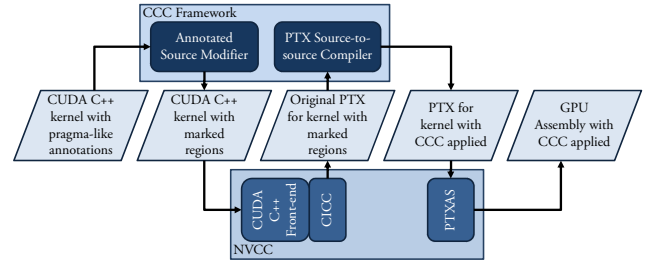 CCC Framework
Annotated
Source Modifier
PTX Source-to-
source Compiler
CUDA C++
kernel with
pragma-like
annotations
CUDA C++
kernel with
marked
regions
Original PTX
for kernel with
marked
regions
PTX for
kernel with
CCC applied
GPU
Assembly with
CCC applied
CUDA
C++
Front-end
CICC
PTXAS
NVCC